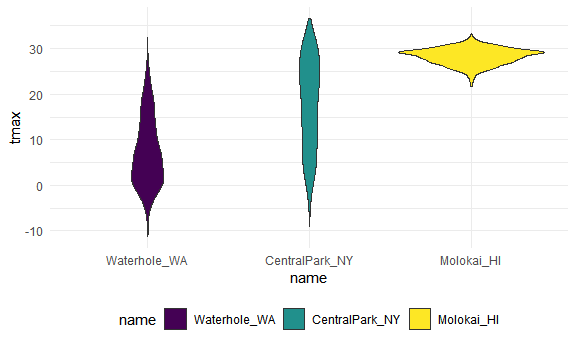 tmax
30
20
10
0
-10
Waterhole_WA CentralPark_NY Molokai_HI
name
name Waterhole_WA CentralPark_NY Molokai_HI